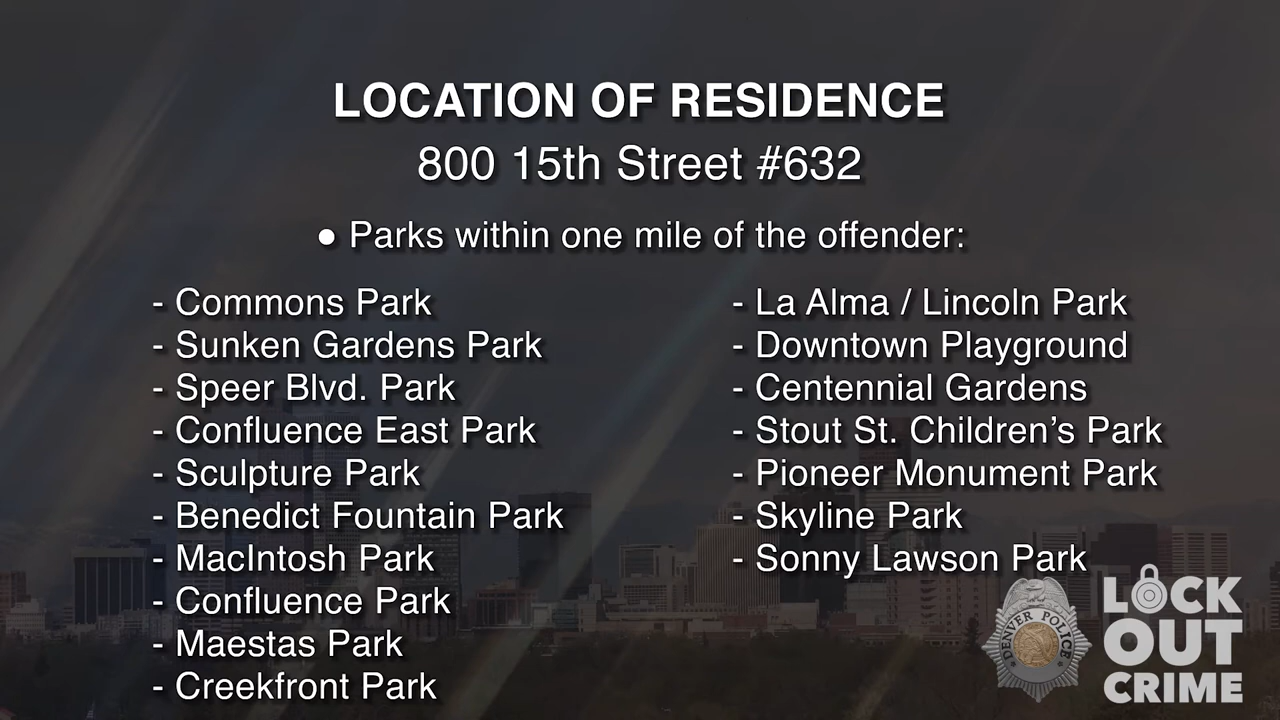 LOCATION OF RESIDENCE
800 15th Street #632
● Parks within one mile of the offender:
- Commons Park
- Sunken Gardens Park
- Speer Blvd. Park
- Confluence East Park
- Sculpture Park
- Benedict Fountain Park
- MacIntosh Park
- Confluence Park
- Maestas Park
- Creekfront Park
- La Alma / Lincoln Park
- Downtown Playground
- Centennial Gardens
- Stout St. Children’s Park
- Pioneer Monument Park
- Skyline Park
- Sonny Lawson Park
DENVER POLICE
LOCK
OUT
CRIME